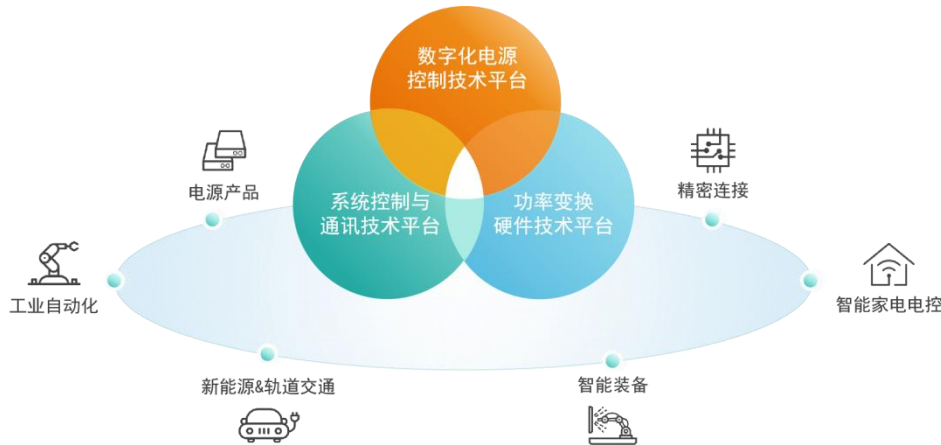 数字化电源
控制技术平台
系统控制与
通讯技术平台
功率变换
硬件技术平台
电源产品
精密连接
工业自动化
智能家电电控
新能源&轨道交通
智能装备